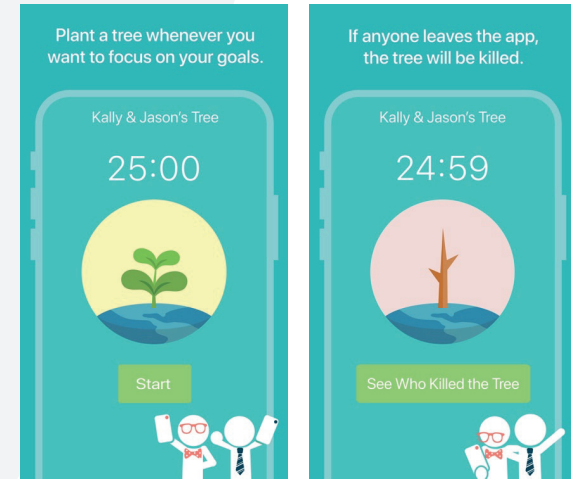 Plant a tree whenever you
want to focus on your goals.
Kally & Jason's Tree
25:00
Start
If anyone leaves the app,
the tree will be killed.
Kally & Jason's Tree
24:59
See Who Killed the Tree